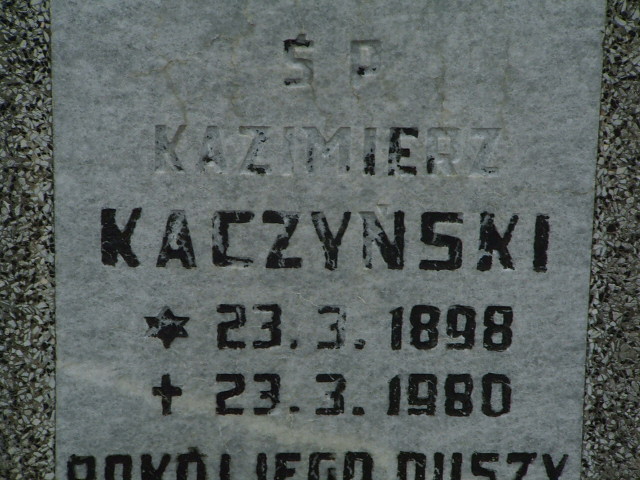 Ś P
KAZIMIERZ
KACZYŃSKI
✶ 23. 3. 1898
✝ 23. 3. 1980
POKÓJ JEGO DUSZY